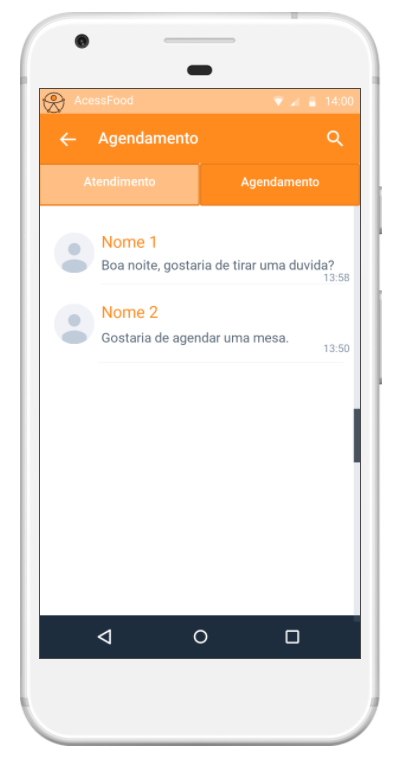 AcessFood
14:00
Agendamento
Atendimento
Agendamento
Nome 1
Boa noite, gostaria de tirar uma duvida?
13:58
Nome 2
Gostaria de agendar uma mesa.
13:50